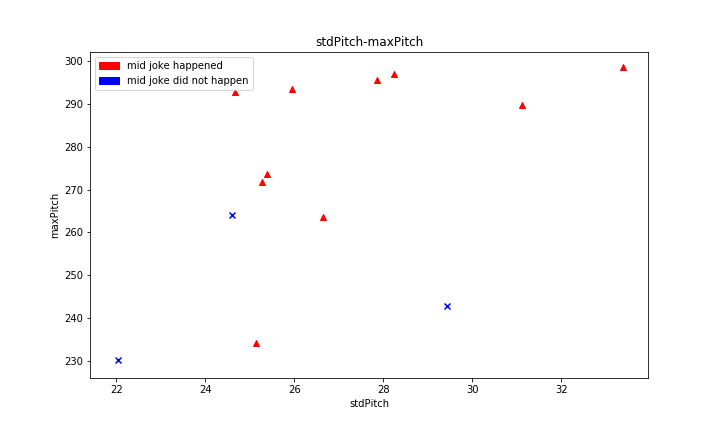 stdPitch-maxPitch
mid joke happened
mid joke did not happen
300
290
280
270
260
250
240
230
maxPitch
22
24
26
28
30
32
stdPitch